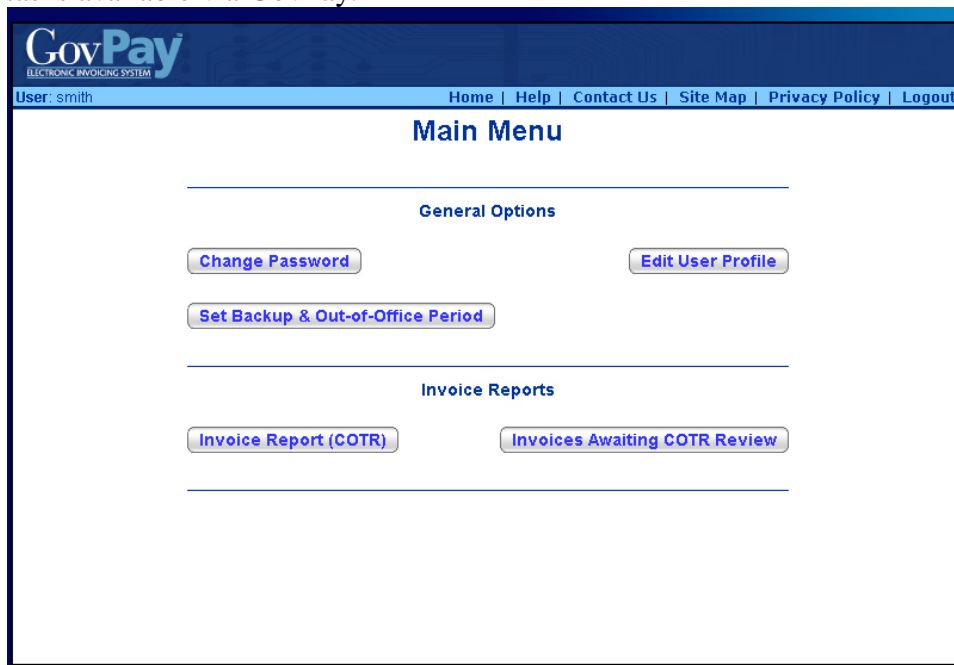 GovPay
ELECTRONIC INVOICING SYSTEM
User: smith Home | Help | Contact Us | Site Map | Privacy Policy | Logout
Main Menu
General Options
Change Password Edit User Profile
Set Backup & Out-of-Office Period
Invoice Reports
Invoice Report (COTR) Invoices Awaiting COTR Review